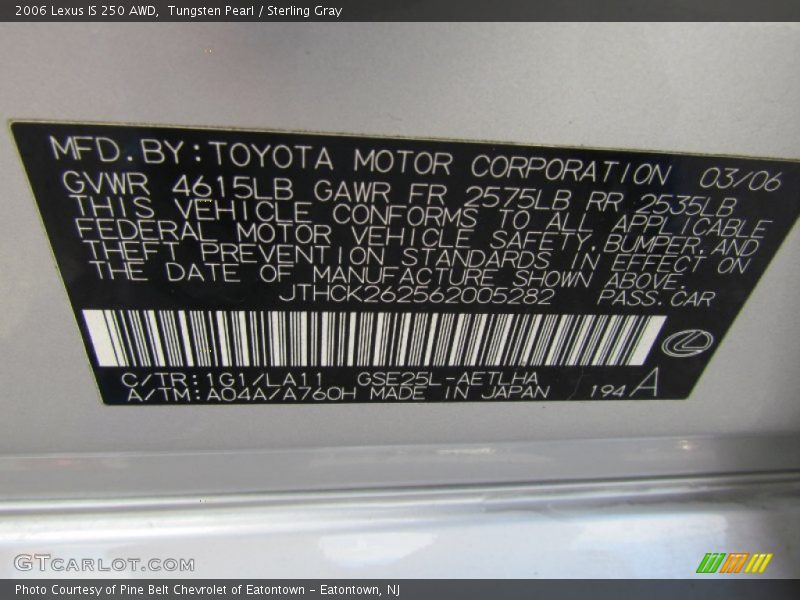 2006 Lexus IS 250 AWD,  Tungsten Pearl / Sterling Gray
MFD. BY: TOYOTA MOTOR CORPORATION 03/06
GVWR 4615LB GAWR FR 2575LB RR 2535LB
THIS VEHICLE CONFORMS TO ALL APPLICABLE
FEDERAL MOTOR VEHICLE SAFETY, BUMPER, AND
THEFT PREVENTION STANDARDS IN EFFECT ON
THE DATE OF MANUFACTURE SHOWN ABOVE.
JTHCK262562005282 PASS. CAR
C/TR: 1G1/LA11 GSE25L-AETLHA
A/TM: A04A/A760H MADE IN JAPAN 194 A
GTCARLOT.COM
Photo Courtesy of Pine Belt Chevrolet of Eatontown – Eatontown, NJ